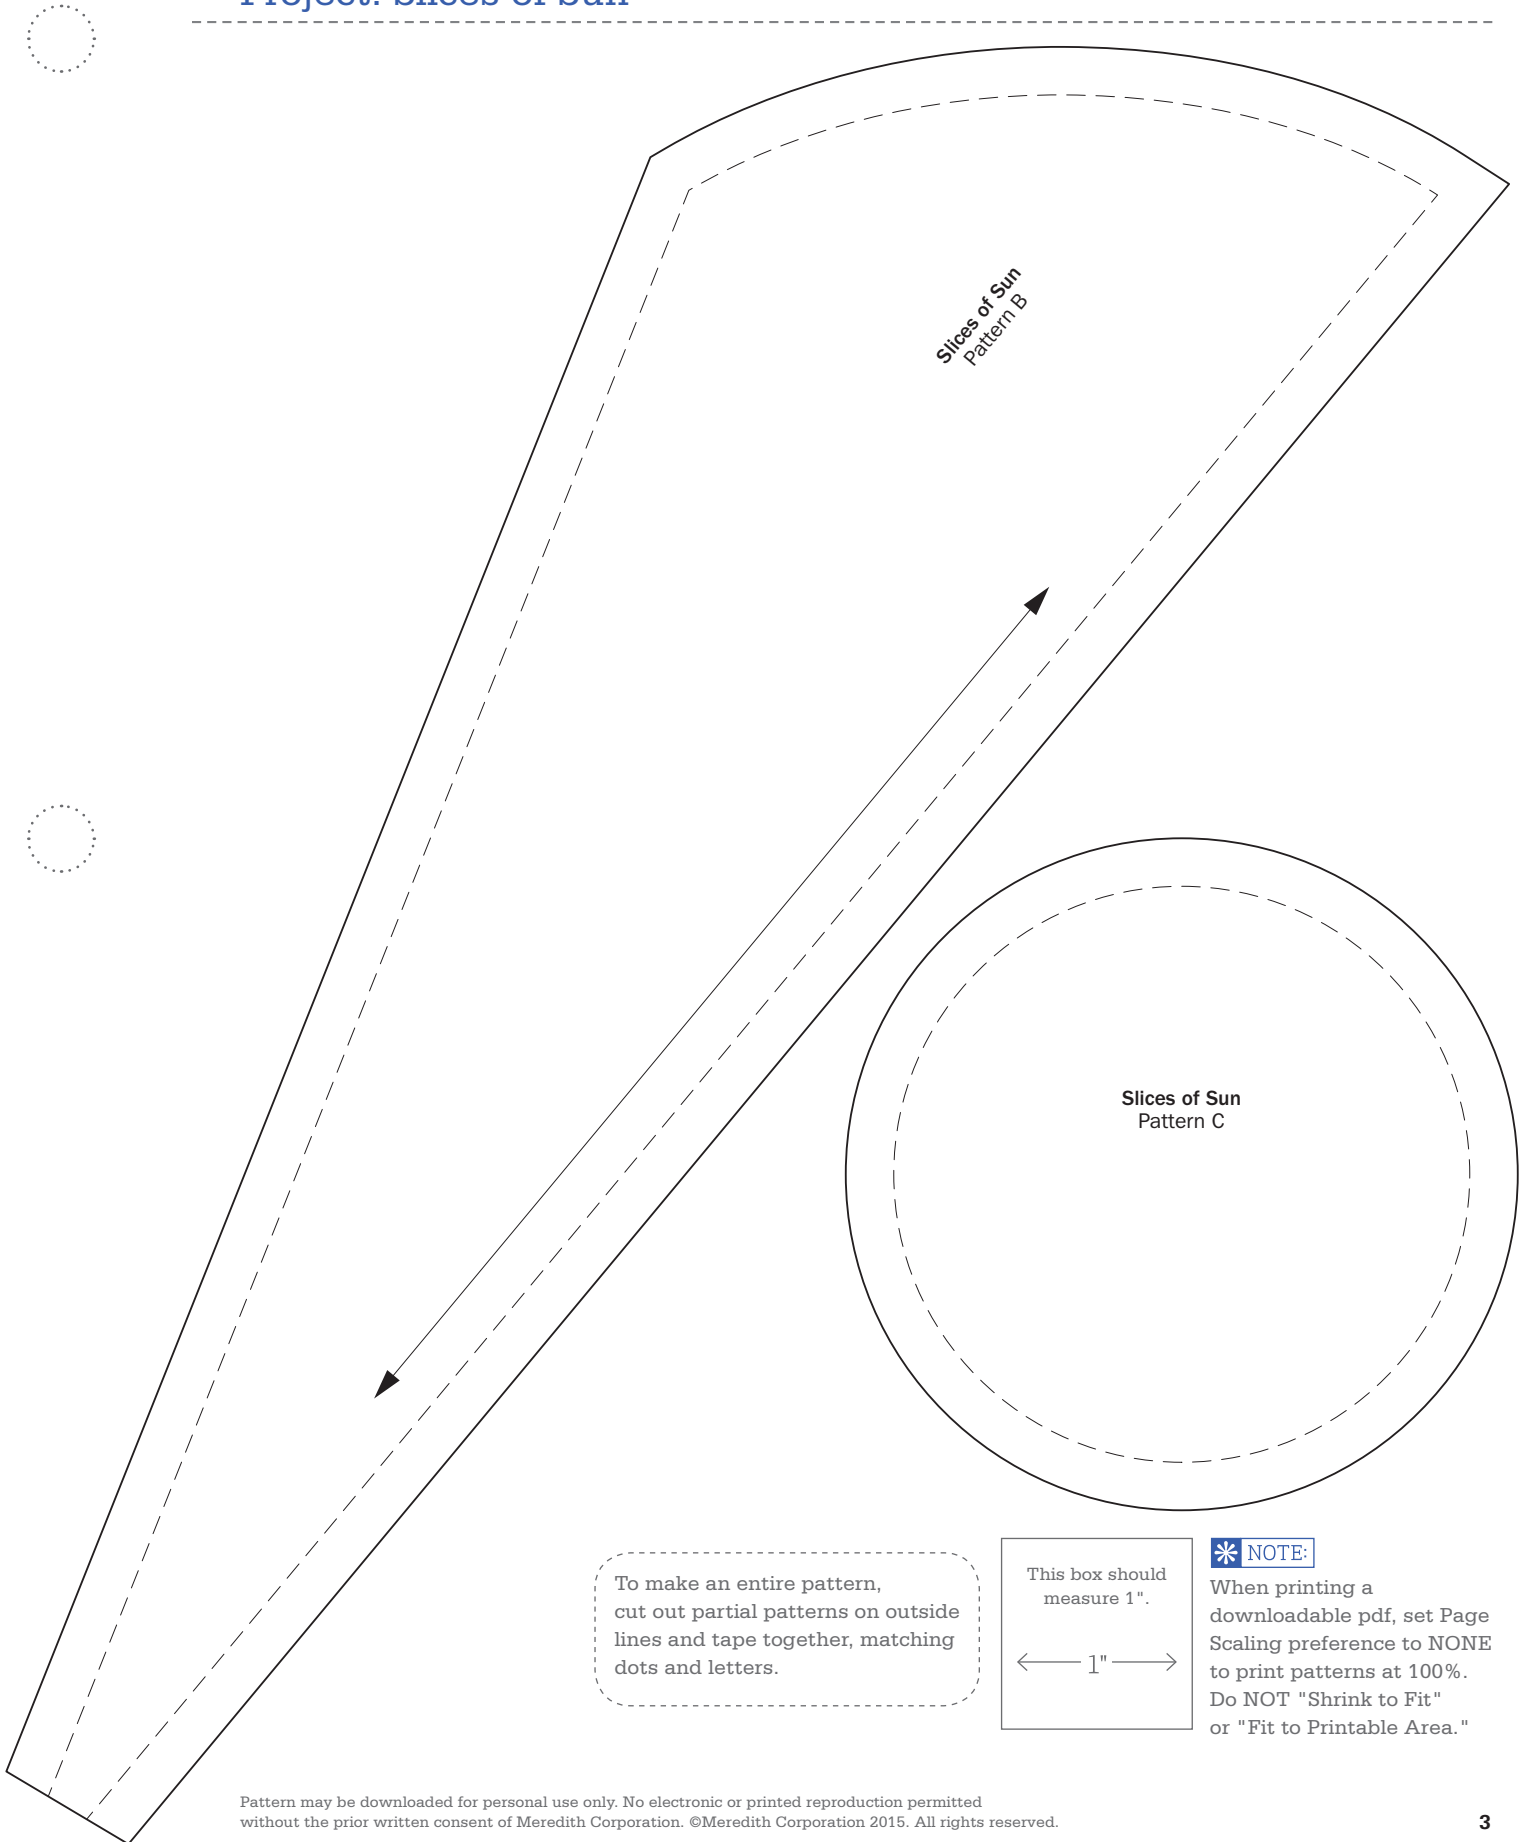 Project: Slices of Sun
Slices of Sun
Pattern B
Slices of Sun
Pattern C
To make an entire pattern,
cut out partial patterns on outside
lines and tape together, matching
dots and letters.
This box should
measure 1".
1"
NOTE:
When printing a
downloadable pdf, set Page
Scaling preference to NONE
to print patterns at 100%.
Do NOT "Shrink to Fit"
or "Fit to Printable Area."
Pattern may be downloaded for personal use only. No electronic or printed reproduction permitted
without the prior written consent of Meredith Corporation. ©Meredith Corporation 2015. All rights reserved.
3